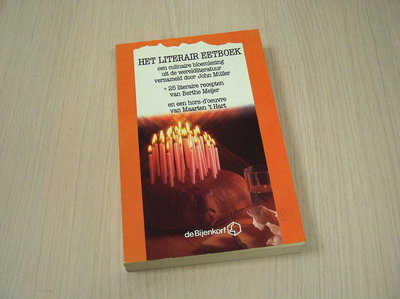 HET LITERAIR EETBOEK
een culinaire bloemlezing
uit de wereldliteratuur
verzameld door John Müller
+ 25 literaire recepten
van Berthe Meijer
en een hors-d'oeuvre
van Maarten 't Hart
de Bijenkorf